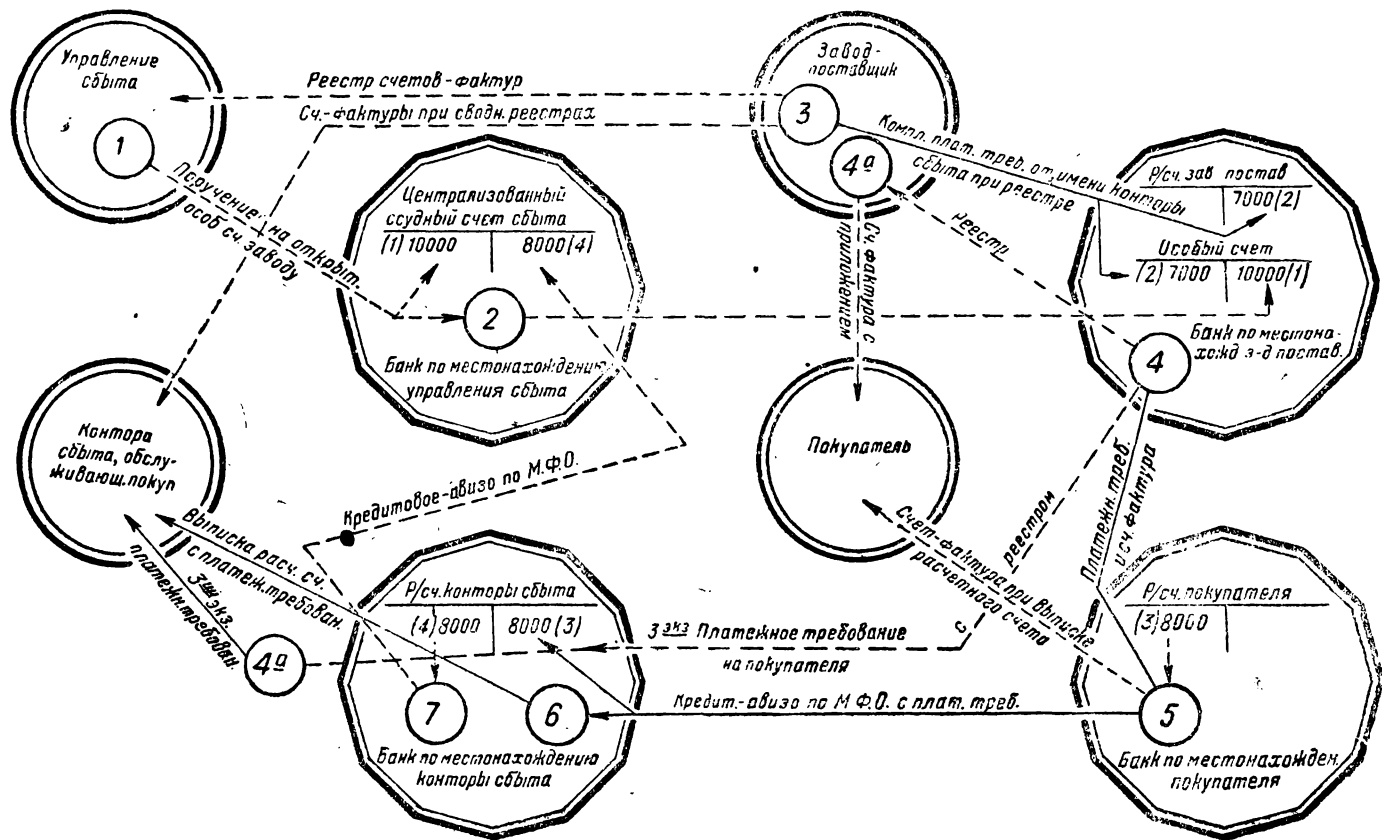 Управление
сбыта
1
Завод-
поставщик
3
4а
Реестр счетов-фактур
Сч.-фактуры при сводн. реестрах
Поручение на открыт.
особ сч. заводу
Централизованный
ссудный счет сбыта
(1) 10000 8000 (4)
2
Банк по местонахождению
управления сбыта
Компл. плат. треб. от имени конторы
сбыта при реестре
Реестр
Сч. фактура с
приложением
Р/сч. зав. постав
7000 (2)
Особый счет
(2) 7000 10000 (1)
Банк по местона-
хожд з-д постав.
4
Контора
сбыта, обслу-
живающ. покуп
Покупатель
Кредитовое-авизо по М.Ф.О.
Выписка расч. сч.
с платеж. требован.
3ий экз.
платежн. требован.
4а
Р/сч. конторы сбыта
(4) 8000 8000 (3)
7
6
Банк по местонахождению
конторы сбыта
3 экз Платежное требование
на покупателя
с реестром
Счет-фактура при выписке
расчетного счета
Платежн. треб.
и сч. фактура
Кредит.-авизо по М Ф.О. с плат. треб.
Р/сч. покупателя
(3) 8000
5
Банк по местонахожден.
покупателя